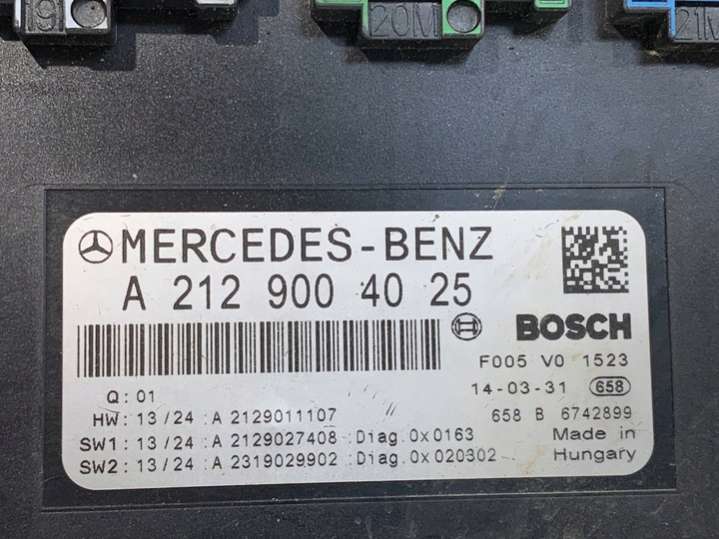 19
20M
21M
MERCEDES-BENZ
A 212 900 40 25
BOSCH
F005 V0 1523
Q: 01
14-03-31 658
HW: 13/24: A 2129011107
658 B 6742899
SW1: 13/24: A 2129027408: Diag.0x0163
Made in
SW2: 13/24: A 2319029902: Diag.0x020302
Hungary